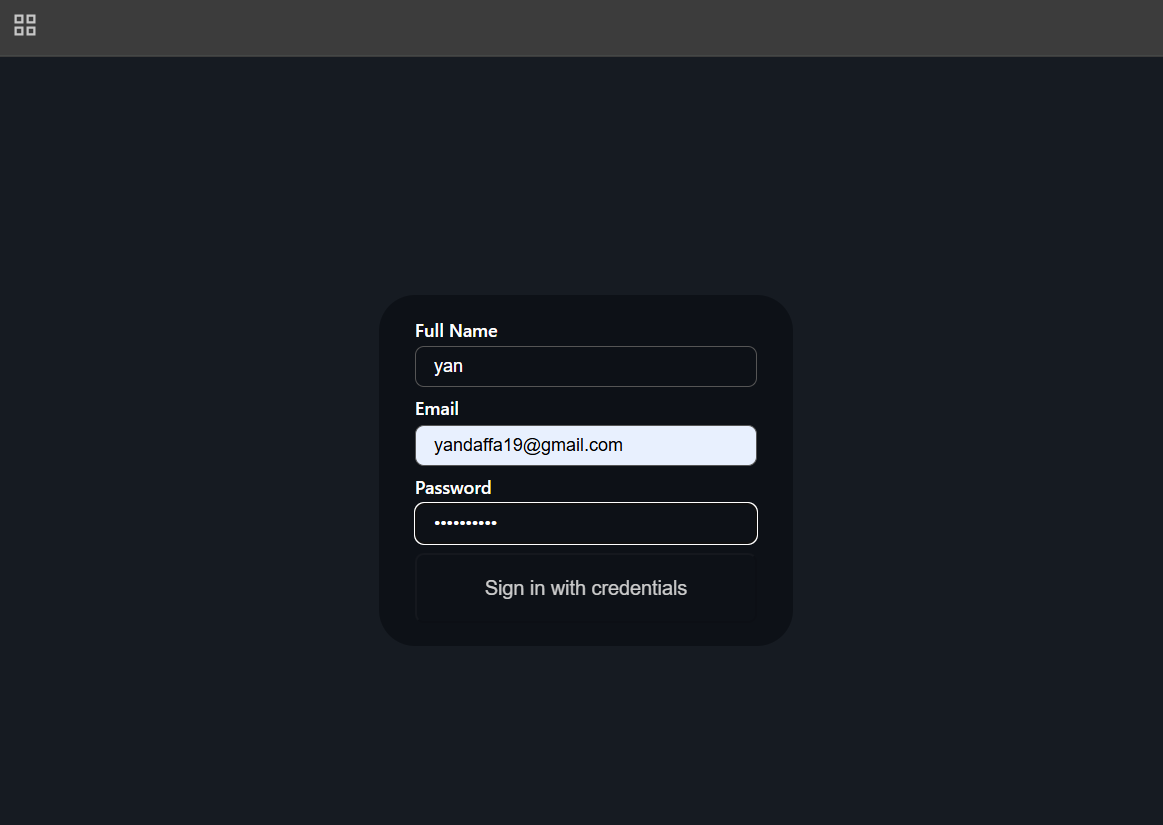 Full Name
yan
Email
yandaffa19@gmail.com
Password
••••••••••
Sign in with credentials